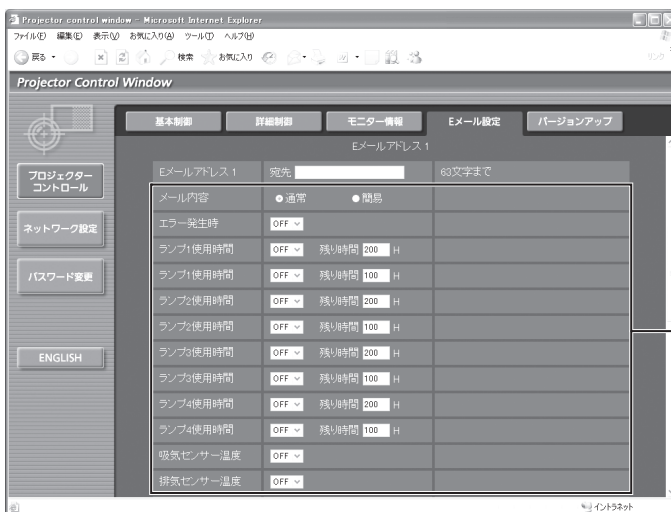 Projector control window - Microsoft Internet Explorer
ファイル(F) 編集(E) 表示(V) お気に入り(A) ツール(T) ヘルプ(H)
戻る 検索 お気に入り
Projector Control Window
基本制御 詳細制御 モニター情報 Eメール設定 バージョンアップ
プロジェクター
コントロール
ネットワーク設定
パスワード変更
ENGLISH
Eメールアドレス 1
Eメールアドレス 1 宛先 63文字まで
メール内容 通常 簡易
エラー発生時 OFF
ランプ1使用時間 OFF 残り時間 200 H
ランプ1使用時間 OFF 残り時間 100 H
ランプ2使用時間 OFF 残り時間 200 H
ランプ2使用時間 OFF 残り時間 100 H
ランプ3使用時間 OFF 残り時間 200 H
ランプ3使用時間 OFF 残り時間 100 H
ランプ4使用時間 OFF 残り時間 200 H
ランプ4使用時間 OFF 残り時間 100 H
吸気センサー温度 OFF
排気センサー温度 OFF
イントラネット